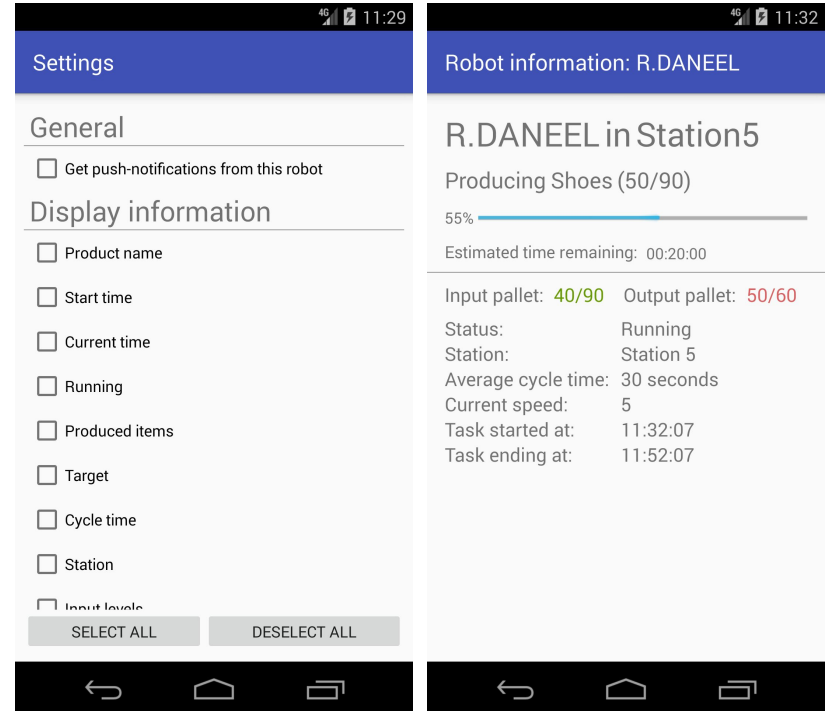 4G 11:29
Settings
General
Get push-notifications from this robot
Display information
Product name
Start time
Current time
Running
Produced items
Target
Cycle time
Station
Input levels
SELECT ALL DESELECT ALL
4G 11:32
Robot information: R.DANEEL
R.DANEEL in Station5
Producing Shoes (50/90)
55%
Estimated time remaining: 00:20:00
Input pallet: 40/90 Output pallet: 50/60
Status: Running
Station: Station 5
Average cycle time: 30 seconds
Current speed: 5
Task started at: 11:32:07
Task ending at: 11:52:07